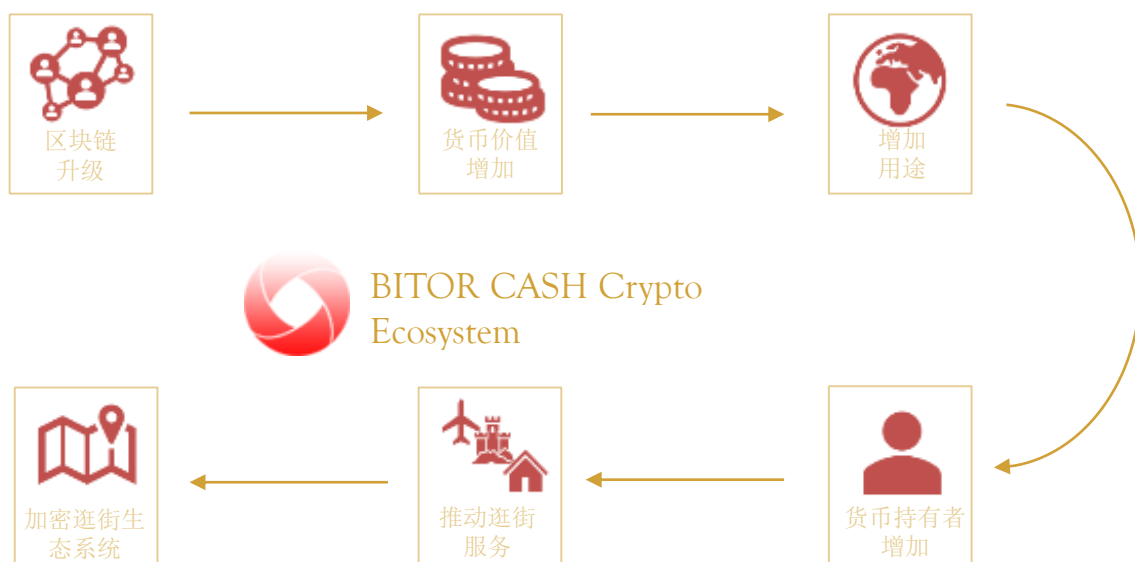 区块链
升级
货币价值
增加
增加
用途
BITOR CASH Crypto
Ecosystem
加密逛街生
态系统
推动逛街
服务
货币持有者
增加